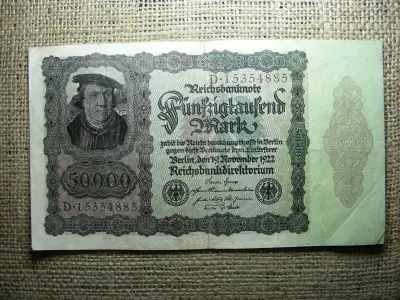 D·15354885
Reichsbanknote
Fünfzigtausend
Mark
zahlt die Reichsbankhauptkasse in Berlin
gegen diese Banknote dem Einlieferer
Berlin, den 19. November 1922
Reichsbankdirektorium
50000
D·15354885